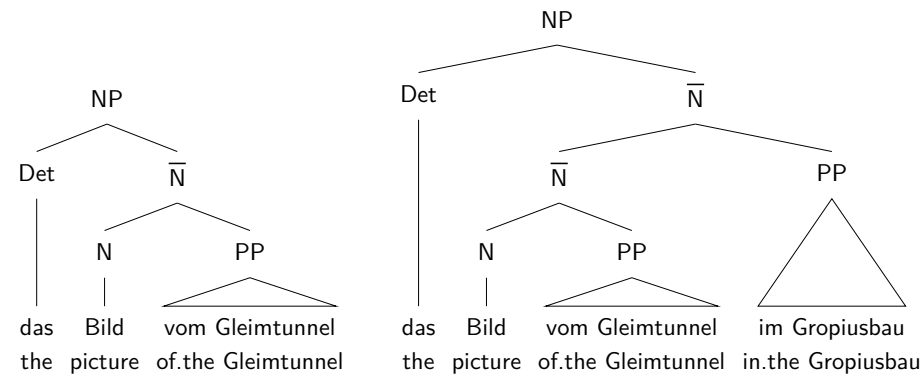 NP
Det N̅
N PP
das Bild vom Gleimtunnel
the picture of.the Gleimtunnel
NP
Det N̅
N̅ PP
N PP
das Bild vom Gleimtunnel im Gropiusbau
the picture of.the Gleimtunnel in.the Gropiusbau